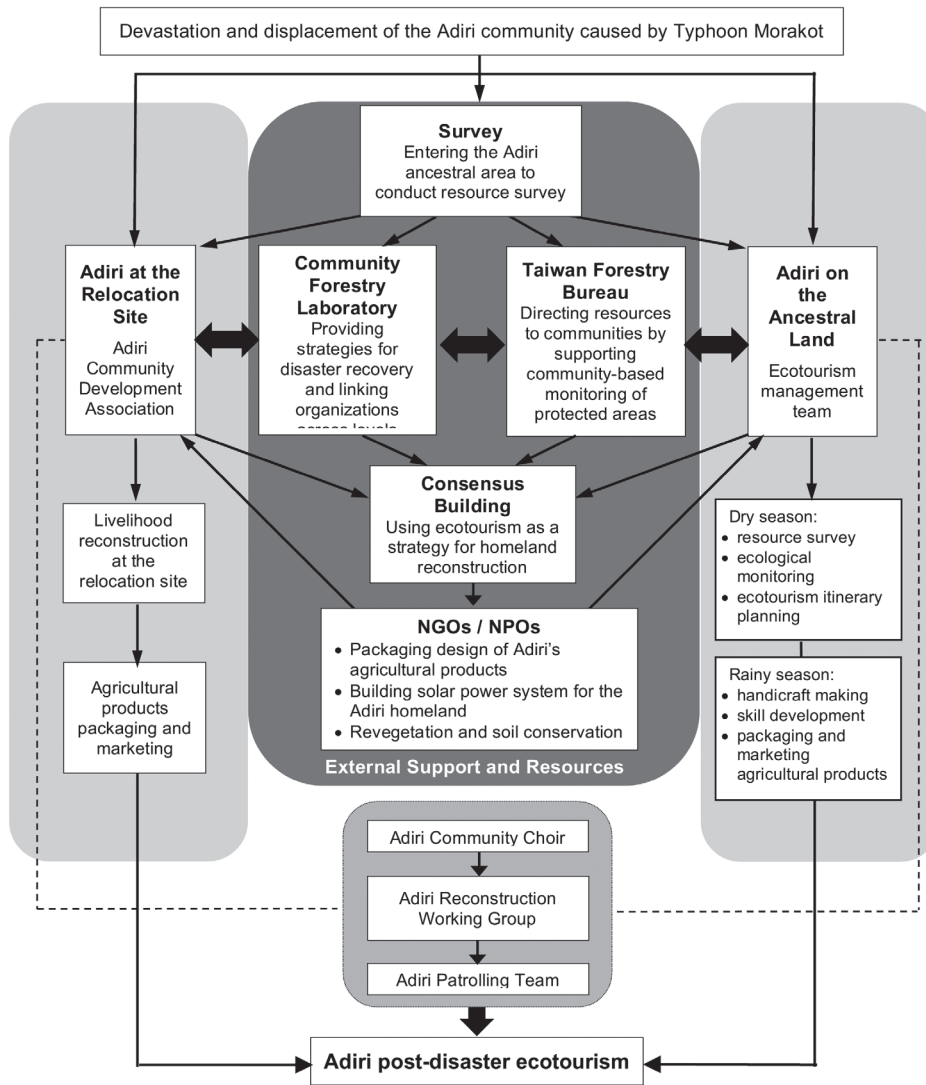 Devastation and displacement of the Adiri community caused by Typhoon Morakot
Survey
Entering the Adiri
ancestral area to
conduct resource survey
Adiri at the
Relocation
Site
Adiri
Community
Development
Association
Community
Forestry
Laboratory
Providing
strategies for
disaster recovery
and linking
organizations
across levels
Taiwan Forestry
Bureau
Directing resources
to communities by
supporting
community-based
monitoring of
protected areas
Adiri on
the
Ancestral
Land
Ecotourism
management
team
Consensus
Building
Using ecotourism as a
strategy for homeland
reconstruction
Livelihood
reconstruction
at the
relocation site
Dry season:
• resource survey
• ecological
monitoring
• ecotourism itinerary
planning
NGOs / NPOs
• Packaging design of Adiri’s
agricultural products
• Building solar power system for the
Adiri homeland
• Revegetation and soil conservation
Agricultural
products
packaging and
marketing
Rainy season:
• handicraft making
• skill development
• packaging and
marketing
agricultural products
External Support and Resources
Adiri Community Choir
Adiri Reconstruction
Working Group
Adiri Patrolling Team
Adiri post-disaster ecotourism